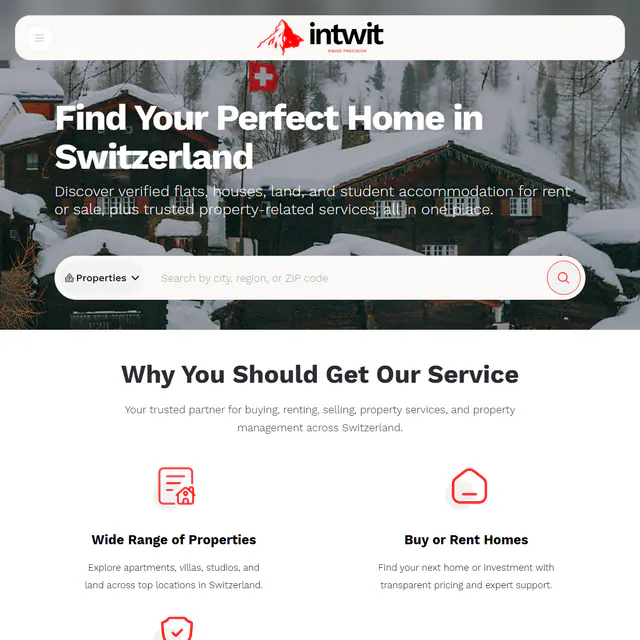 intwit
SWISS PRECISION
Find Your Perfect Home in
Switzerland
Discover verified flats, houses, land, and student accommodation for rent
or sale, plus trusted property-related services, all in one place.
Properties
Search by city, region, or ZIP code
Why You Should Get Our Service
Your trusted partner for buying, renting, selling, property services, and property
management across Switzerland.
Wide Range of Properties
Explore apartments, villas, studios, and
land across top locations in Switzerland.
Buy or Rent Homes
Find your next home or investment with
transparent pricing and expert support.